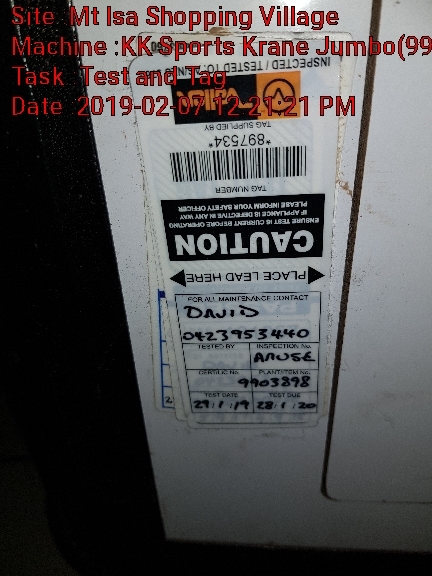 Site: Mt Isa Shopping Village
Machine :KK Sports Krane Jumbo(99
Task: Test and Tag
Date: 2019-02-07 12-21-21 PM
INSPECTED / TESTED TO:
TAG SUPPLIED BY
*897534*
TAG NUMBER
PLEASE INFORM YOUR SAFETY OFFICER
IF APPLIANCE IS DEFECTIVE IN ANY WAY
ENSURE TEST IS CURRENT BEFORE OPERATING
CAUTION
PLACE LEAD HERE
FOR ALL MAINTENANCE CONTACT
DAVID
0423953440
TESTED BY INSPECTION No.
AMUSE
CERT/LIC No. PLANT/ITEM No.
9903898
TEST DATE TEST DUE
29/1/19 28/1/20